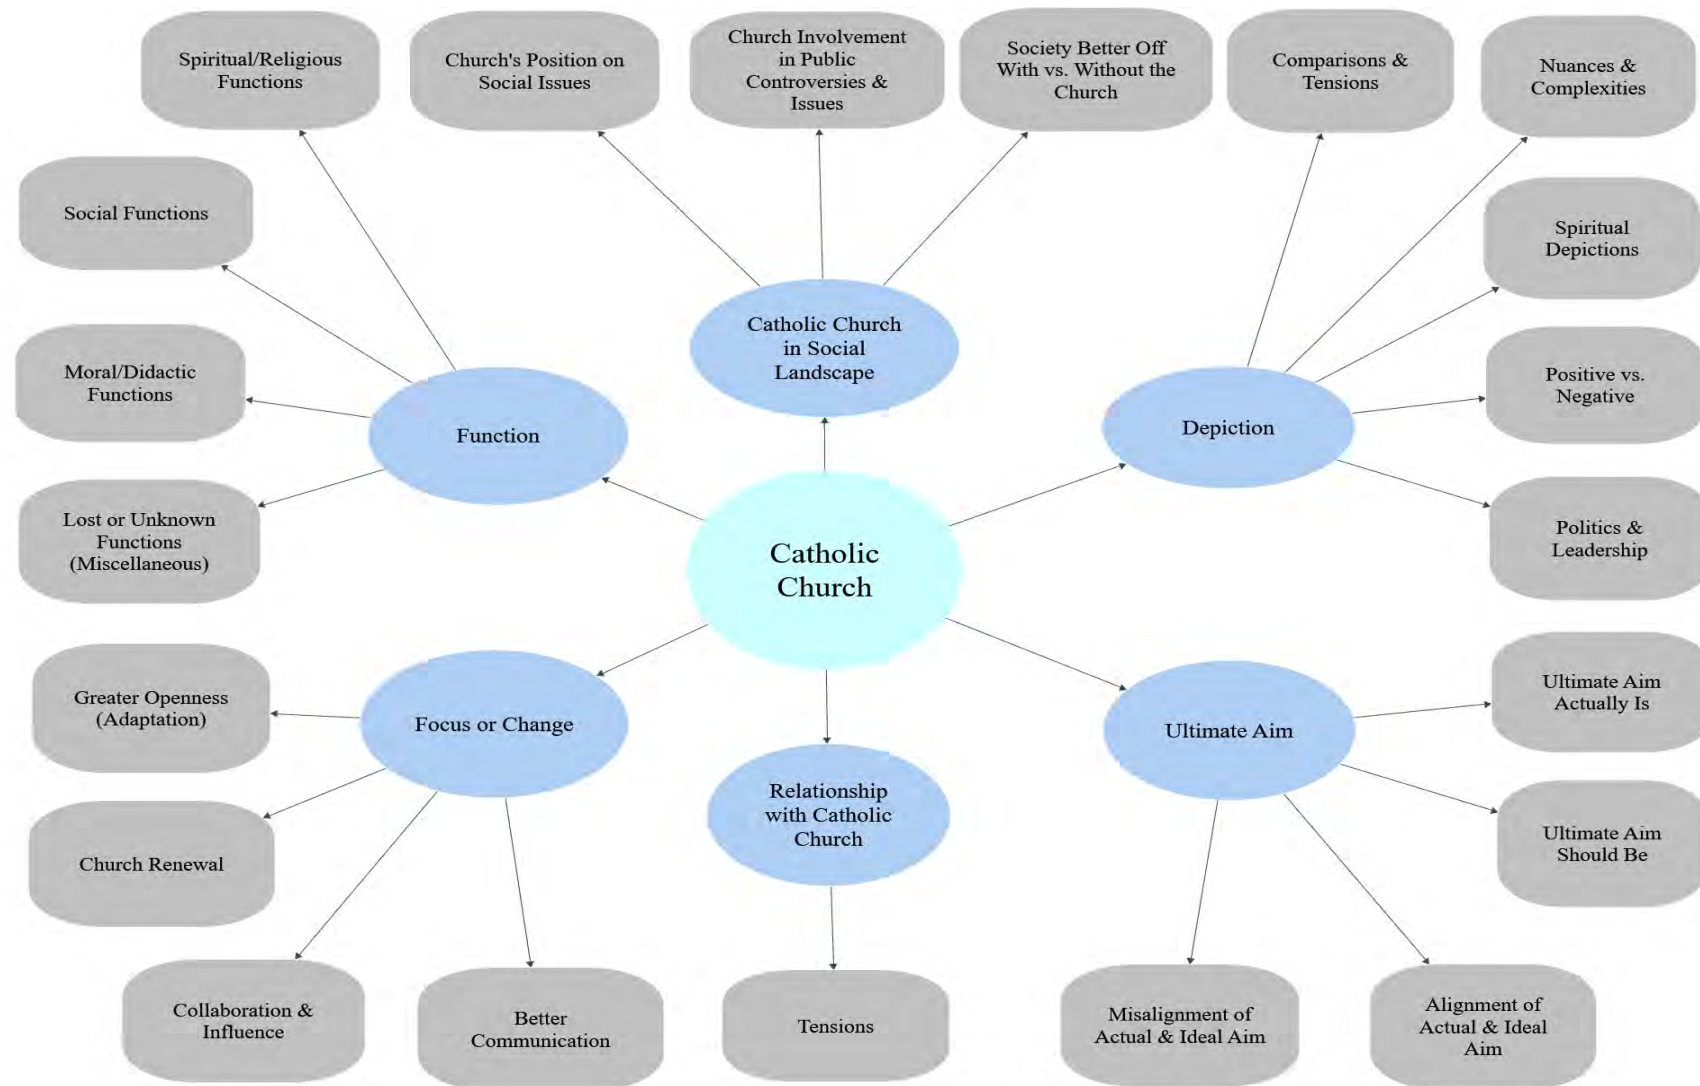 Spiritual/Religious
Functions
Church's Position on
Social Issues
Church Involvement
in Public
Controversies &
Issues
Society Better Off
With vs. Without the
Church
Comparisons &
Tensions
Nuances &
Complexities
Social Functions
Spiritual
Depictions
Moral/Didactic
Functions
Function
Catholic Church
in Social
Landscape
Depiction
Positive vs.
Negative
Lost or Unknown
Functions
(Miscellaneous)
Catholic
Church
Politics &
Leadership
Greater Openness
(Adaptation)
Focus or Change
Relationship
with Catholic
Church
Ultimate Aim
Ultimate Aim
Actually Is
Church Renewal
Ultimate Aim
Should Be
Collaboration &
Influence
Better
Communication
Tensions
Misalignment of
Actual & Ideal Aim
Alignment of
Actual & Ideal
Aim